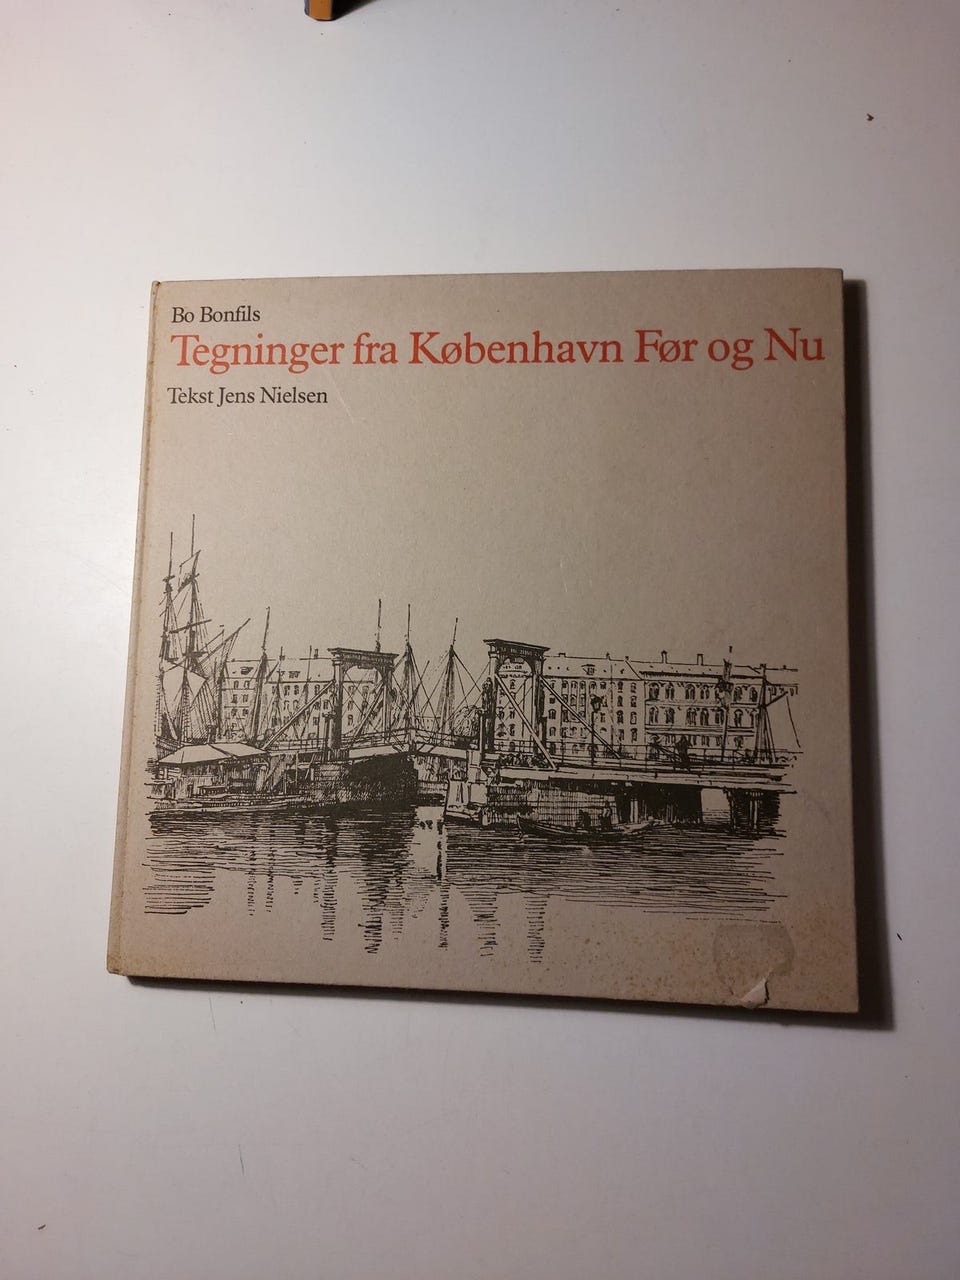 Bo Bonfils
Tegninger fra København Før og Nu
Tekst Jens Nielsen